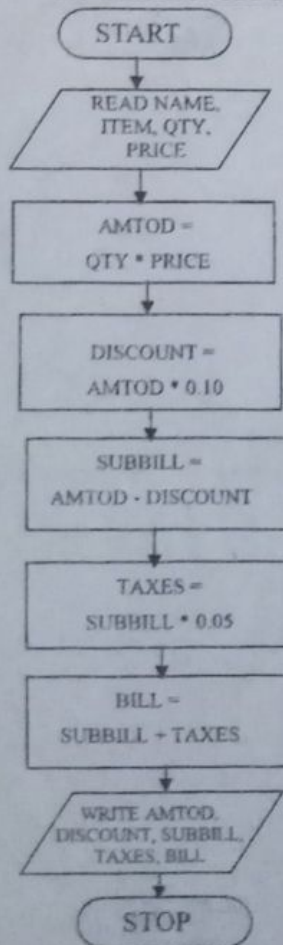 START
READ NAME,
ITEM, QTY,
PRICE
AMTOD =
QTY * PRICE
DISCOUNT =
AMTOD * 0.10
SUBBILL =
AMTOD - DISCOUNT
TAXES =
SUBBILL * 0.05
BILL =
SUBBILL + TAXES
WRITE AMTOD,
DISCOUNT, SUBBILL,
TAXES, BILL
STOP